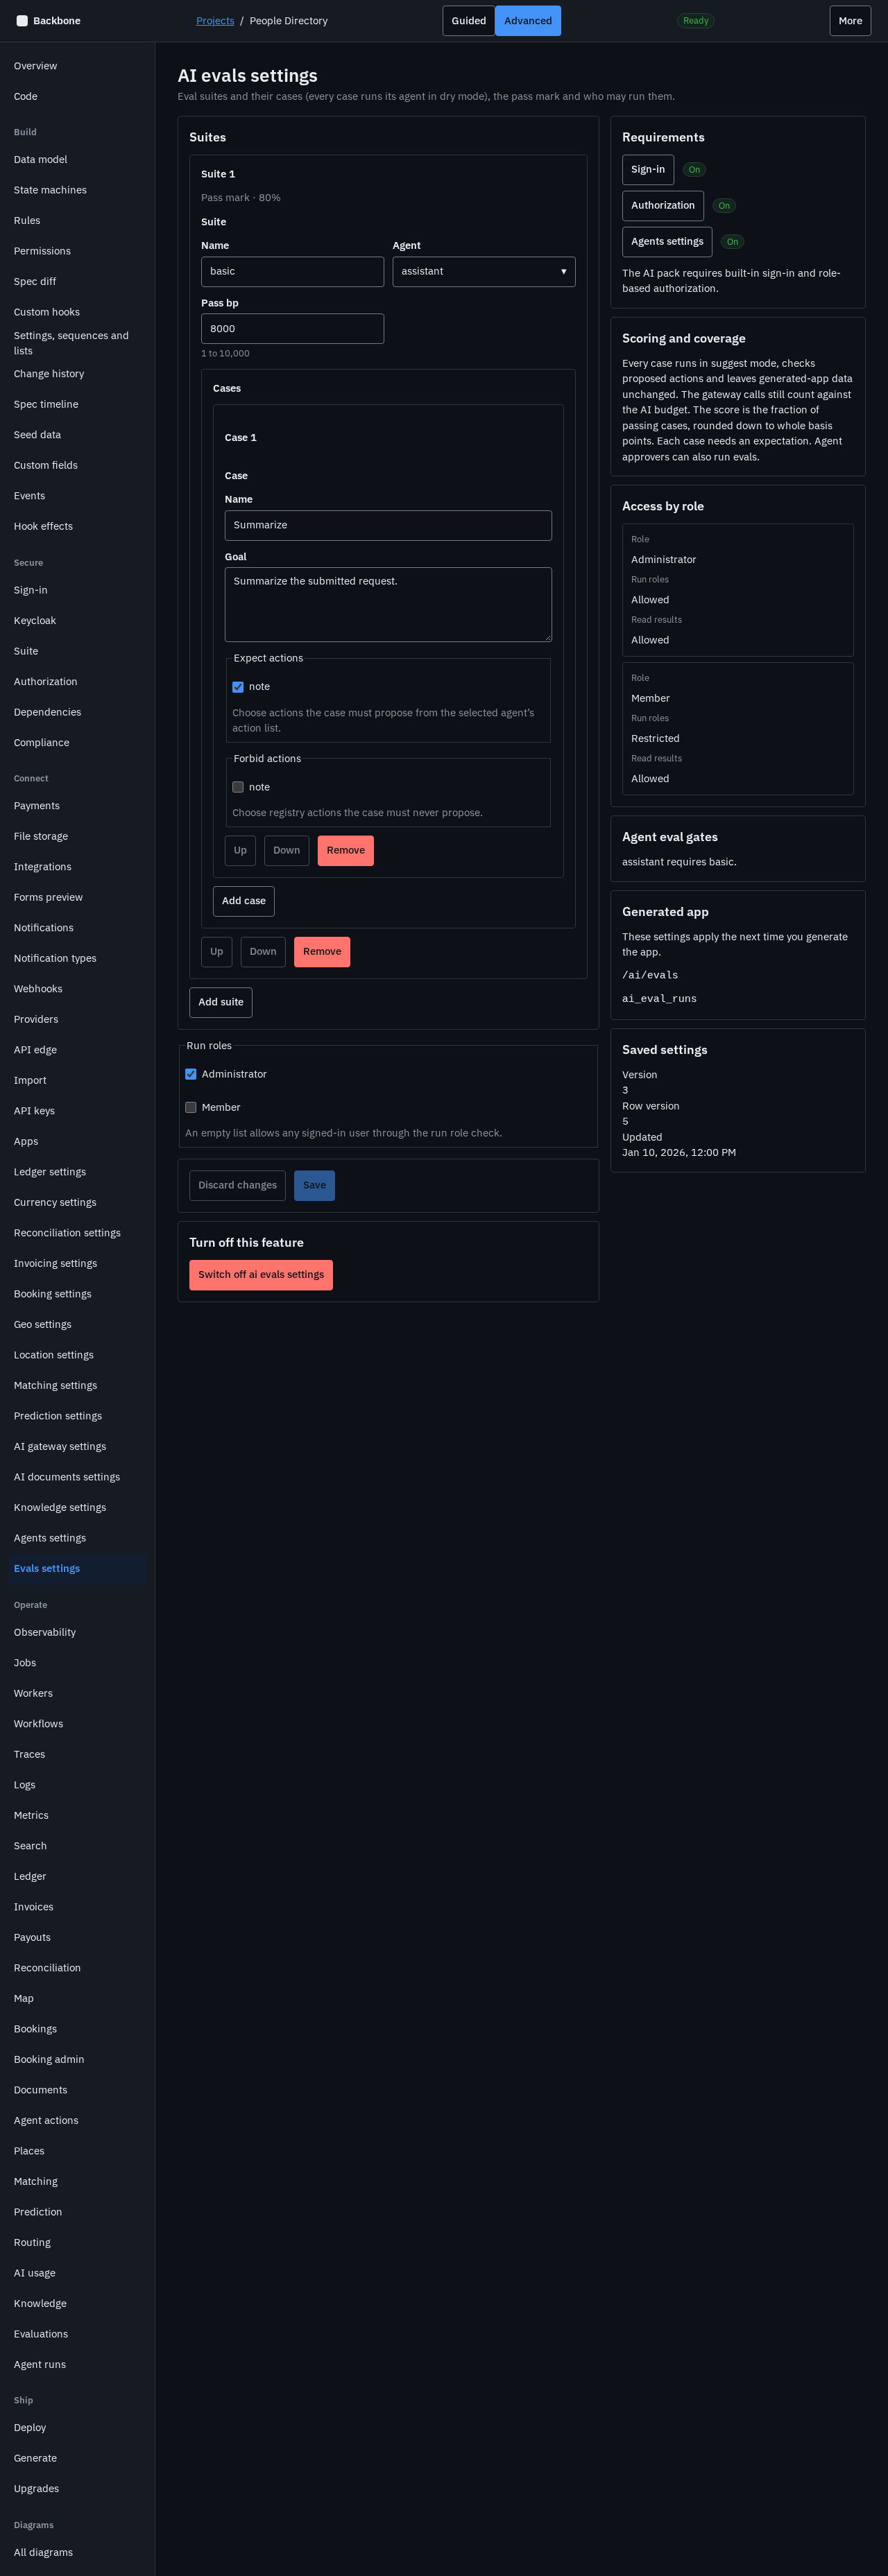 Backbone
Projects / People Directory
Guided
Advanced
Ready
More
Overview
Code
Build
Data model
State machines
Rules
Permissions
Spec diff
Custom hooks
Settings, sequences and
lists
Change history
Spec timeline
Seed data
Custom fields
Events
Hook effects
Secure
Sign-in
Keycloak
Suite
Authorization
Dependencies
Compliance
Connect
Payments
File storage
Integrations
Forms preview
Notifications
Notification types
Webhooks
Providers
API edge
Import
API keys
Apps
Ledger settings
Currency settings
Reconciliation settings
Invoicing settings
Booking settings
Geo settings
Location settings
Matching settings
Prediction settings
AI gateway settings
AI documents settings
Knowledge settings
Agents settings
Evals settings
Operate
Observability
Jobs
Workers
Workflows
Traces
Logs
Metrics
Search
Ledger
Invoices
Payouts
Reconciliation
Map
Bookings
Booking admin
Documents
Agent actions
Places
Matching
Prediction
Routing
AI usage
Knowledge
Evaluations
Agent runs
Ship
Deploy
Generate
Upgrades
Diagrams
All diagrams
AI evals settings
Eval suites and their cases (every case runs its agent in dry mode), the pass mark and who may run them.
Suites
Suite 1
Pass mark · 80%
Suite
Name
Agent
basic
assistant
Pass bp
8000
1 to 10,000
Cases
Case 1
Case
Name
Summarize
Goal
Summarize the submitted request.
Expect actions
note
Choose actions the case must propose from the selected agent's
action list.
Forbid actions
note
Choose registry actions the case must never propose.
Up
Down
Remove
Add case
Up
Down
Remove
Add suite
Run roles
Administrator
Member
An empty list allows any signed-in user through the run role check.
Discard changes
Save
Turn off this feature
Switch off ai evals settings
Requirements
Sign-in
On
Authorization
On
Agents settings
On
The AI pack requires built-in sign-in and role-
based authorization.
Scoring and coverage
Every case runs in suggest mode, checks
proposed actions and leaves generated-app data
unchanged. The gateway calls still count against
the AI budget. The score is the fraction of
passing cases, rounded down to whole basis
points. Each case needs an expectation. Agent
approvers can also run evals.
Access by role
Role
Administrator
Run roles
Allowed
Read results
Allowed
Role
Member
Run roles
Restricted
Read results
Allowed
Agent eval gates
assistant requires basic.
Generated app
These settings apply the next time you generate
the app.
/ai/evals
ai_eval_runs
Saved settings
Version
3
Row version
5
Updated
Jan 10, 2026, 12:00 PM